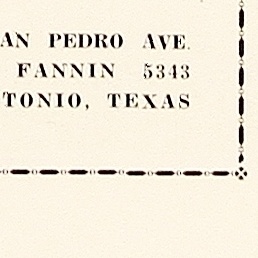 AN PEDRO AVE.
FANNIN 5343
TONIO, TEXAS